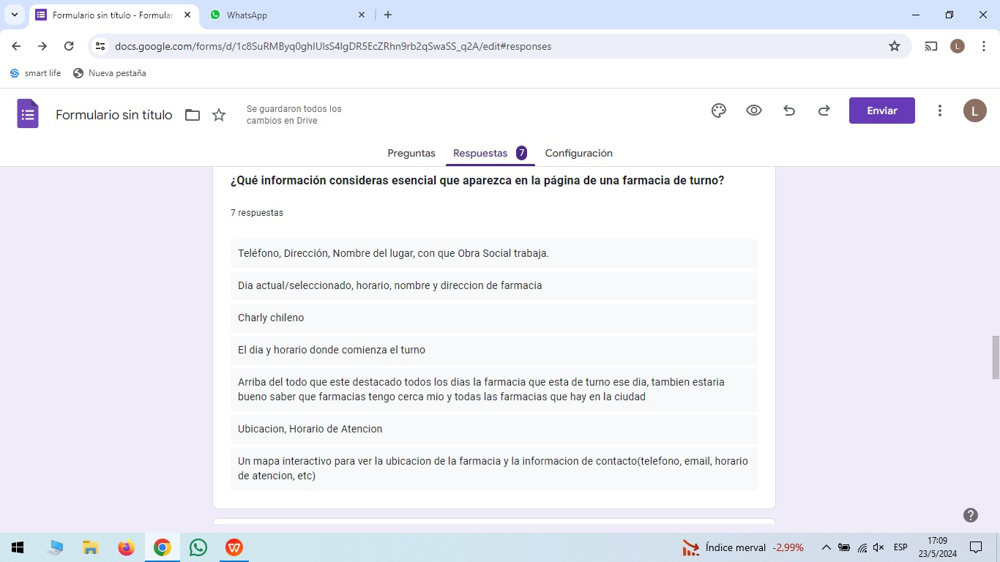 Formulario sin título - Formular
WhatsApp
docs.google.com/forms/d/1c8SuRMByq0ghlUlsS4lgDR5EcZRhn9rb2qSwaSS_q2A/edit#responses
L
smart life
Nueva pestaña
Formulario sin título
Se guardaron todos los
cambios en Drive
Enviar
L
Preguntas
Respuestas 7
Configuración
¿Qué información consideras esencial que aparezca en la página de una farmacia de turno?
7 respuestas
Teléfono, Dirección, Nombre del lugar, con que Obra Social trabaja.
Dia actual/seleccionado, horario, nombre y direccion de farmacia
Charly chileno
El dia y horario donde comienza el turno
Arriba del todo que este destacado todos los dias la farmacia que esta de turno ese dia, tambien estaria
bueno saber que farmacias tengo cerca mio y todas las farmacias que hay en la ciudad
Ubicacion, Horario de Atencion
Un mapa interactivo para ver la ubicacion de la farmacia y la informacion de contacto(telefono, email, horario
de atencion, etc)
Índice merval -2,99%
ESP
17:09
23/5/2024